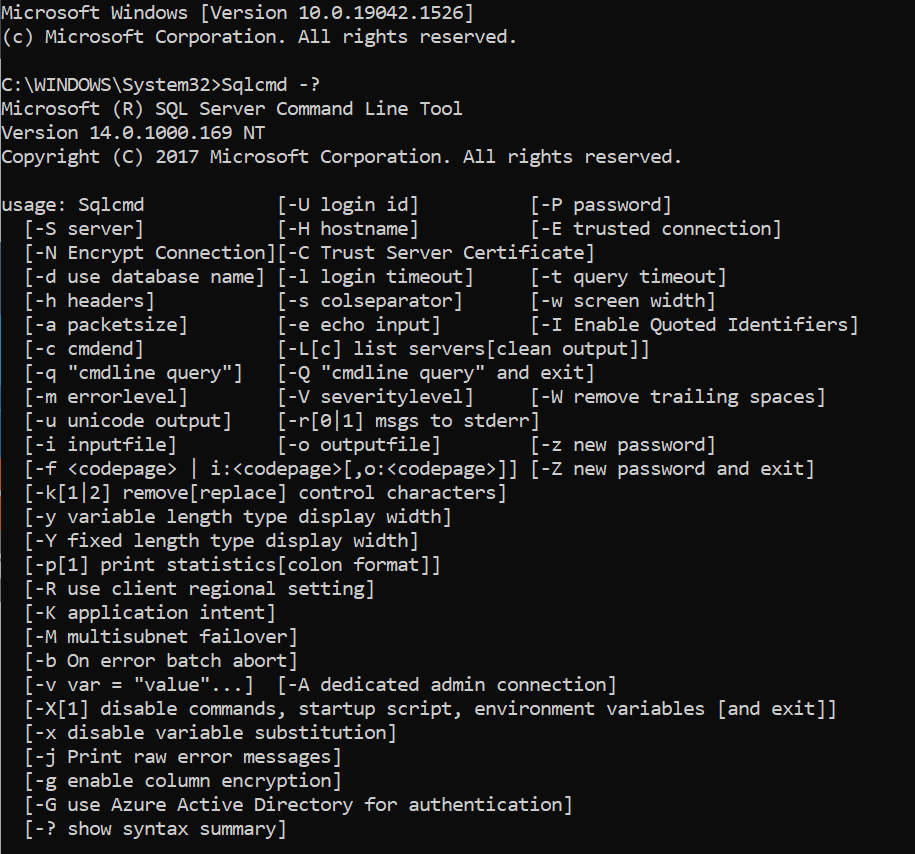 Microsoft Windows [Version 10.0.19042.1526]
(c) Microsoft Corporation. All rights reserved.

C:\WINDOWS\System32>Sqlcmd -?
Microsoft (R) SQL Server Command Line Tool
Version 14.0.1000.169 NT
Copyright (C) 2017 Microsoft Corporation. All rights reserved.

usage: Sqlcmd            [-U login id]          [-P password]
  [-S server]            [-H hostname]          [-E trusted connection]
  [-N Encrypt Connection][-C Trust Server Certificate]
  [-d use database name] [-l login timeout]     [-t query timeout]
  [-h headers]           [-s colseparator]      [-w screen width]
  [-a packetsize]        [-e echo input]        [-I Enable Quoted Identifiers]
  [-c cmdend]            [-L[c] list servers[clean output]]
  [-q "cmdline query"]   [-Q "cmdline query" and exit]
  [-m errorlevel]        [-V severitylevel]     [-W remove trailing spaces]
  [-u unicode output]    [-r[0|1] msgs to stderr]
  [-i inputfile]         [-o outputfile]        [-z new password]
  [-f <codepage> | i:<codepage>[,o:<codepage>]] [-Z new password and exit]
  [-k[1|2] remove[replace] control characters]
  [-y variable length type display width]
  [-Y fixed length type display width]
  [-p[1] print statistics[colon format]]
  [-R use client regional setting]
  [-K application intent]
  [-M multisubnet failover]
  [-b On error batch abort]
  [-v var = "value"...]  [-A dedicated admin connection]
  [-X[1] disable commands, startup script, environment variables [and exit]]
  [-x disable variable substitution]
  [-j Print raw error messages]
  [-g enable column encryption]
  [-G use Azure Active Directory for authentication]
  [-? show syntax summary]